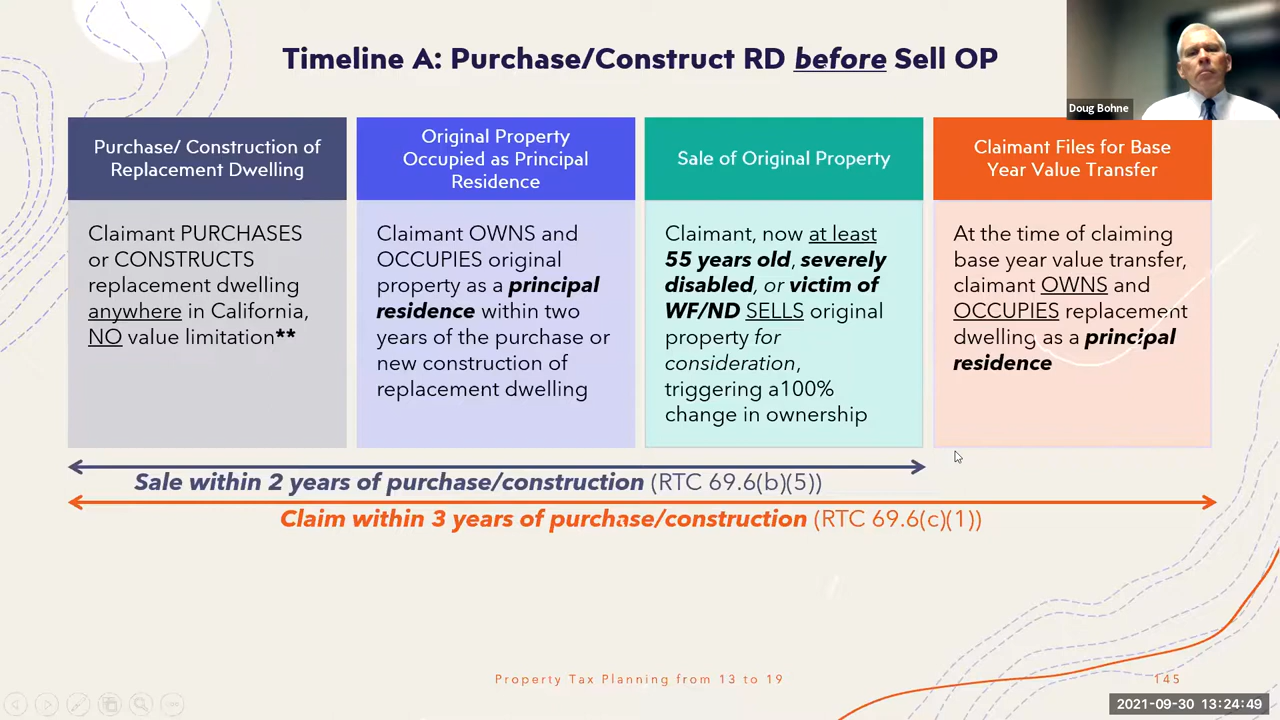 Timeline A: Purchase/Construct RD before Sell OP
Doug Bohne
Purchase/ Construction of
Replacement Dwelling
Claimant PURCHASES
or CONSTRUCTS
replacement dwelling
anywhere in California,
NO value limitation**
Original Property
Occupied as Principal
Residence
Claimant OWNS and
OCCUPIES original
property as a principal
residence within two
years of the purchase or
new construction of
replacement dwelling
Sale of Original Property
Claimant, now at least
55 years old, severely
disabled, or victim of
WF/ND SELLS original
property for
consideration,
triggering a100%
change in ownership
Claimant Files for Base
Year Value Transfer
At the time of claiming
base year value transfer,
claimant OWNS and
OCCUPIES replacement
dwelling as a principal
residence
Sale within 2 years of purchase/construction (RTC 69.6(b)(5))
Claim within 3 years of purchase/construction (RTC 69.6(c)(1))
Property Tax Planning from 13 to 19
145
2021-09-30 13:24:49